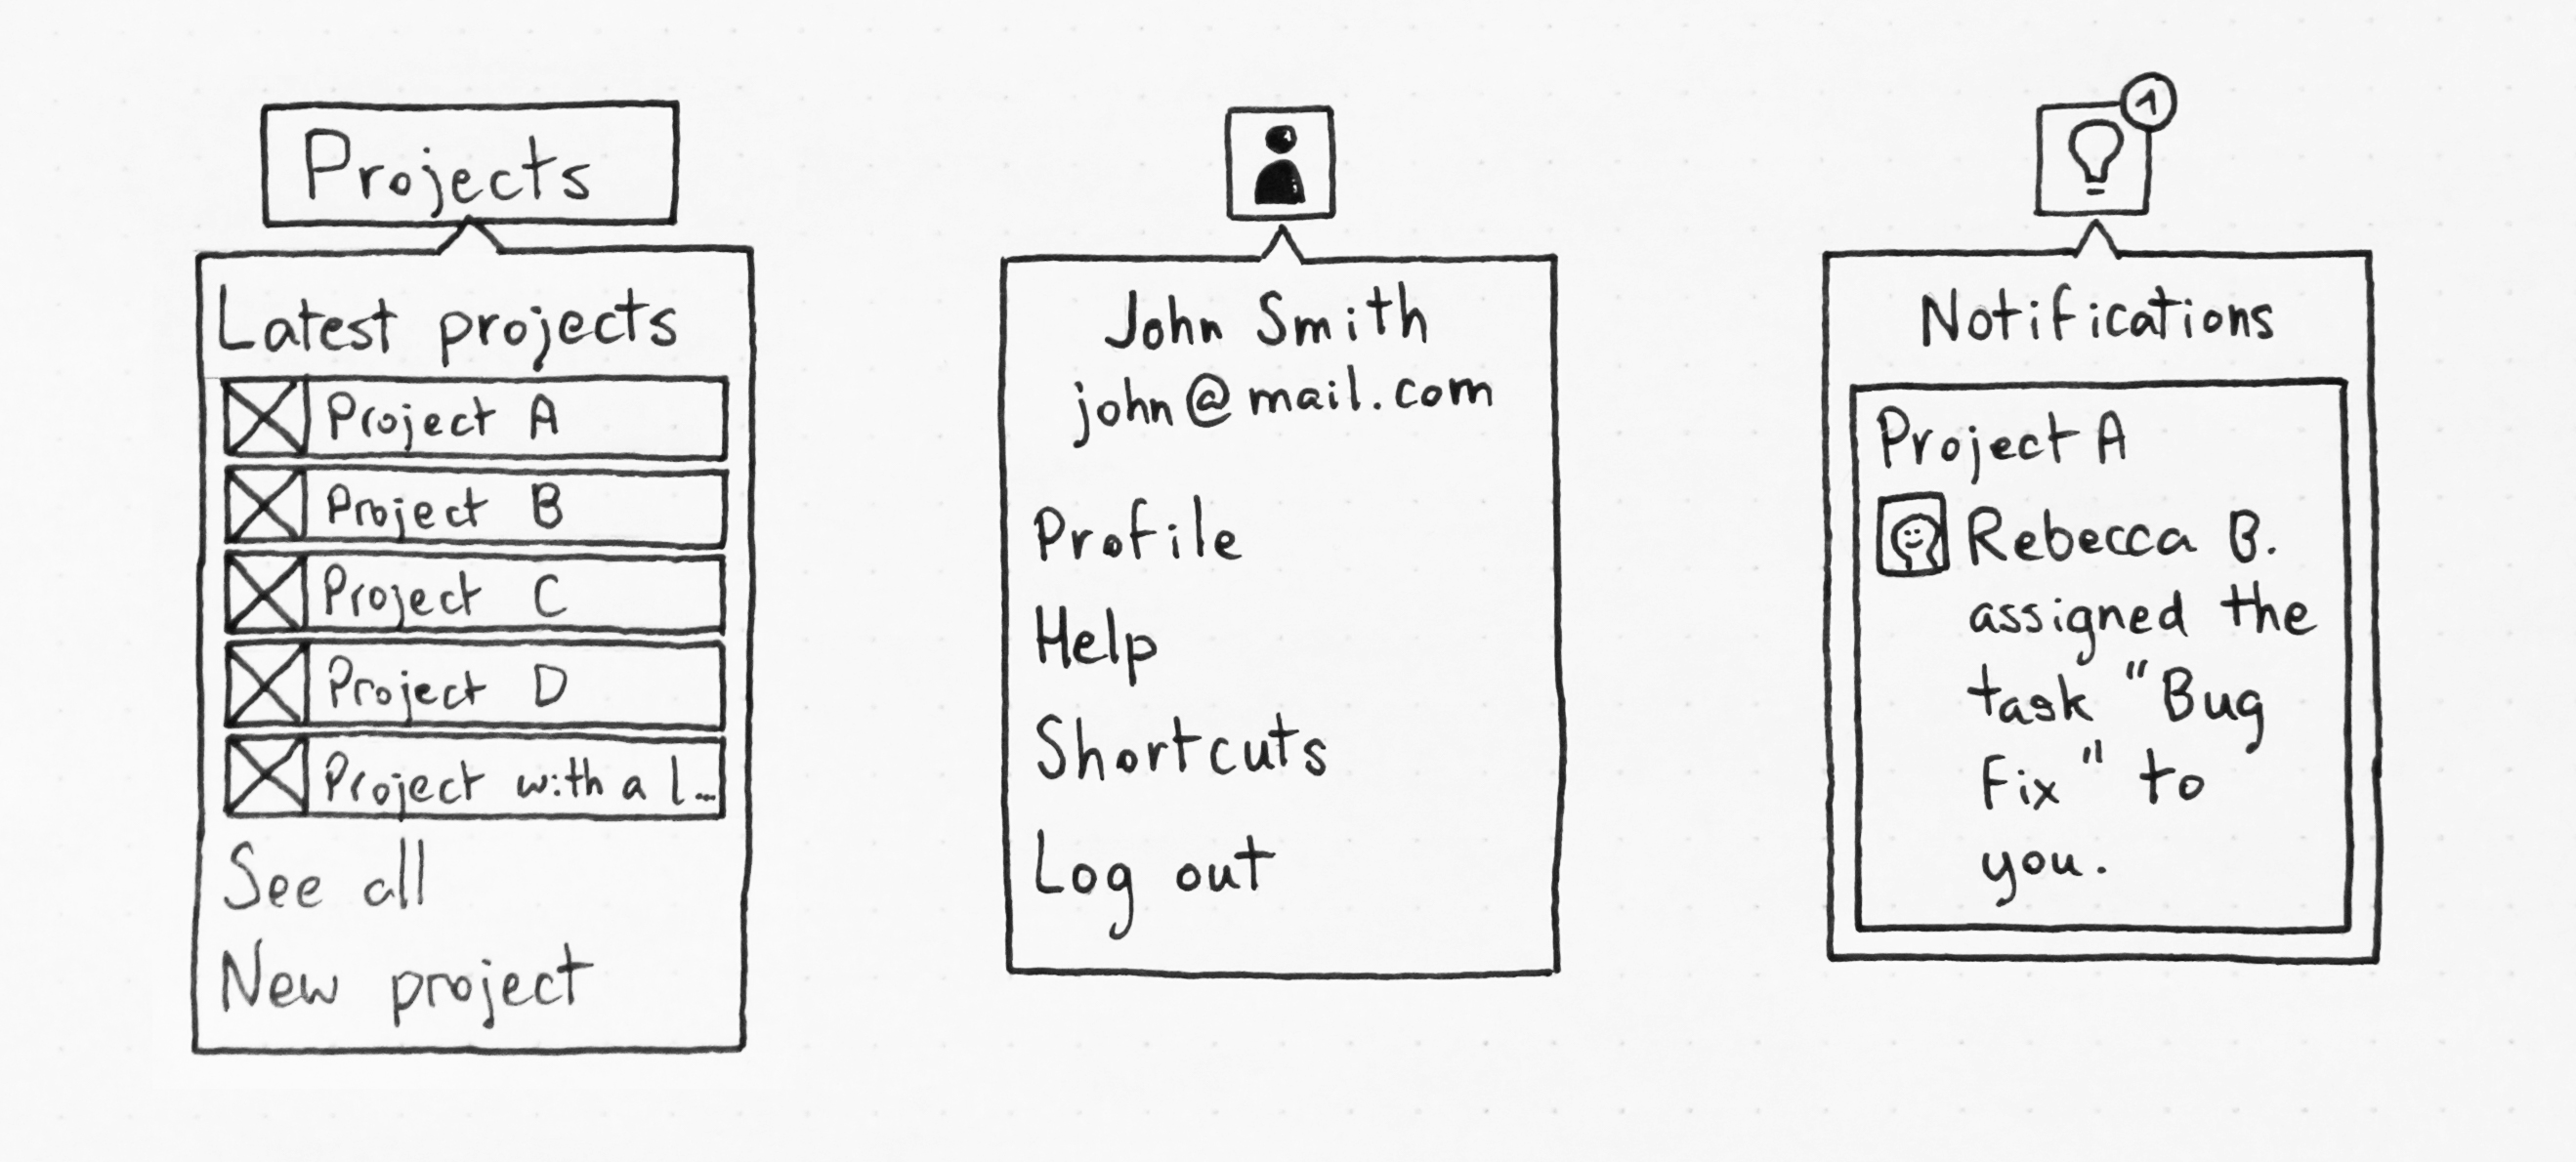 Projects
Latest projects
Project A
Project B
Project C
Project D
Project with a l...
See all
New project
John Smith
john@mail.com
Profile
Help
Shortcuts
Log out
1
Notifications
Project A
Rebecca B.
assigned the
task "Bug
Fix" to
you.